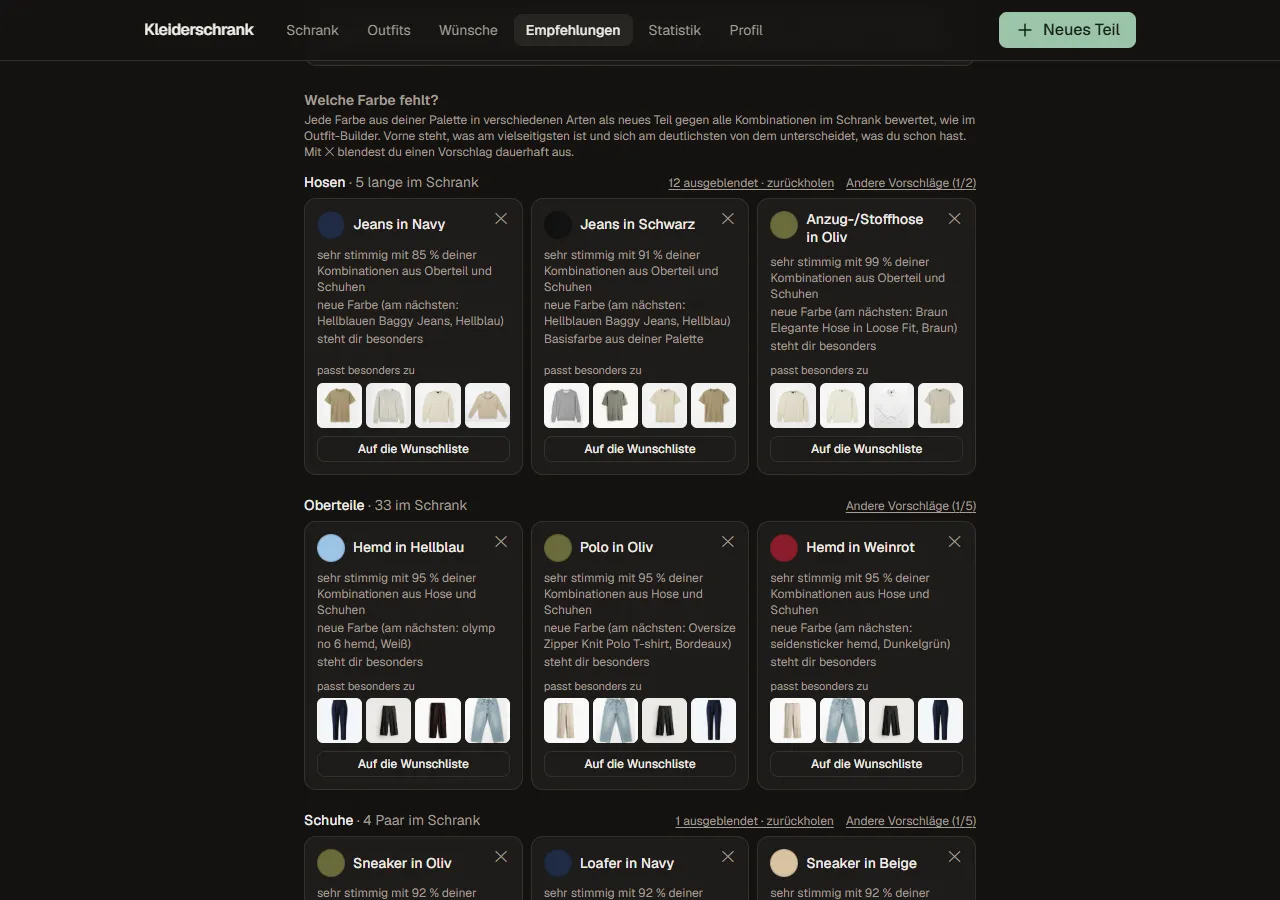 Kleiderschrank
Schrank
Outfits
Wünsche
Empfehlungen
Statistik
Profil
+ Neues Teil
Welche Farbe fehlt?
Jede Farbe aus deiner Palette in verschiedenen Arten als neues Teil gegen alle Kombinationen im Schrank bewertet, wie im
Outfit-Builder. Vorne steht, was am vielseitigsten ist und sich am deutlichsten von dem unterscheidet, was du schon hast.
Mit ✕ blendest du einen Vorschlag dauerhaft aus.
Hosen · 5 lange im Schrank
12 ausgeblendet · zurückholen
Andere Vorschläge (1/2)
Jeans in Navy
sehr stimmig mit 85 % deiner
Kombinationen aus Oberteil und
Schuhen
neue Farbe (am nächsten:
Hellblauen Baggy Jeans, Hellblau)
steht dir besonders
passt besonders zu
Auf die Wunschliste
Jeans in Schwarz
sehr stimmig mit 91 % deiner
Kombinationen aus Oberteil und
Schuhen
neue Farbe (am nächsten:
Hellblauen Baggy Jeans, Hellblau)
Basisfarbe aus deiner Palette
passt besonders zu
Auf die Wunschliste
Anzug-/Stoffhose
in Oliv
sehr stimmig mit 99 % deiner
Kombinationen aus Oberteil und
Schuhen
neue Farbe (am nächsten: Braun
Elegante Hose in Loose Fit, Braun)
steht dir besonders
passt besonders zu
Auf die Wunschliste
Oberteile · 33 im Schrank
Andere Vorschläge (1/5)
Hemd in Hellblau
sehr stimmig mit 95 % deiner
Kombinationen aus Hose und
Schuhen
neue Farbe (am nächsten: olymp
no 6 hemd, Weiß)
steht dir besonders
passt besonders zu
Auf die Wunschliste
Polo in Oliv
sehr stimmig mit 95 % deiner
Kombinationen aus Hose und
Schuhen
neue Farbe (am nächsten: Oversize
Zipper Knit Polo T-shirt, Bordeaux)
steht dir besonders
passt besonders zu
Auf die Wunschliste
Hemd in Weinrot
sehr stimmig mit 95 % deiner
Kombinationen aus Hose und
Schuhen
neue Farbe (am nächsten:
seidensticker hemd, Dunkelgrün)
steht dir besonders
passt besonders zu
Auf die Wunschliste
Schuhe · 4 Paar im Schrank
1 ausgeblendet · zurückholen
Andere Vorschläge (1/5)
Sneaker in Oliv
sehr stimmig mit 92 % deiner
Loafer in Navy
sehr stimmig mit 92 % deiner
Sneaker in Beige
sehr stimmig mit 92 % deiner